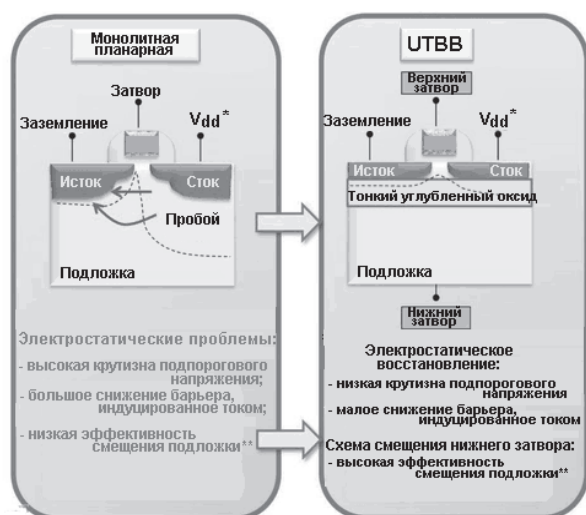 Монолитная
планарная
Затвор
Заземление
Vdd*
Исток
Сток
Пробой
Подложка
Электростатические проблемы:
- высокая крутизна подпорогового
напряжения;
- большое снижение барьера,
индуцированное током;
- низкая эффективность
смещения подложки**
UTBB
Верхний
затвор
Заземление
Vdd*
Исток
Сток
Тонкий углубленный оксид
Подложка
Нижний
затвор
Электростатическое
восстановление:
- низкая крутизна подпорогового
напряжения
- малое снижение барьера,
индуцированное током
Схема смещения нижнего затвора:
- высокая эффективность
смещения подложки**